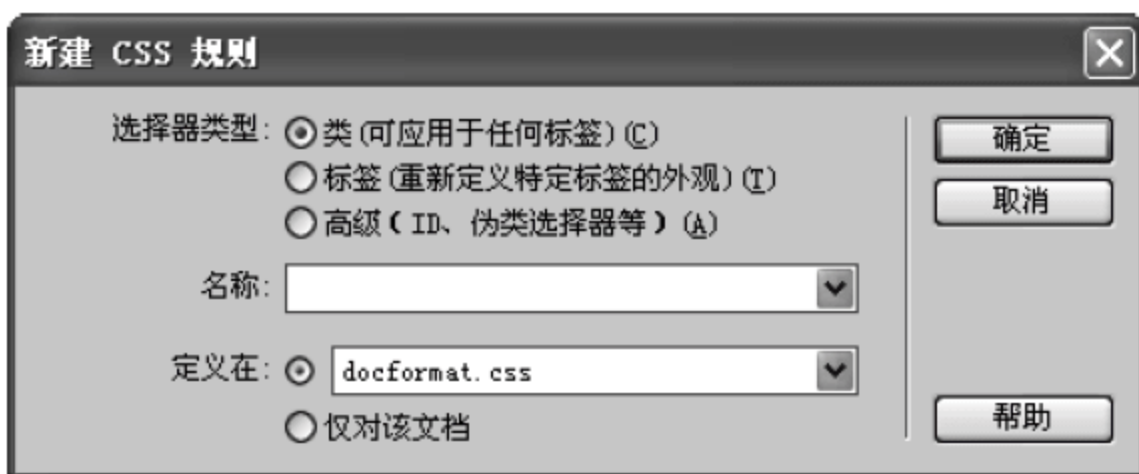 新建 CSS 规则
选择器类型: 类(可应用于任何标签)(C)
标签(重新定义特定标签的外观)(T)
高级(ID、伪类选择器等)(A)
名称:
定义在: docformat.css
仅对该文档
确定
取消
帮助